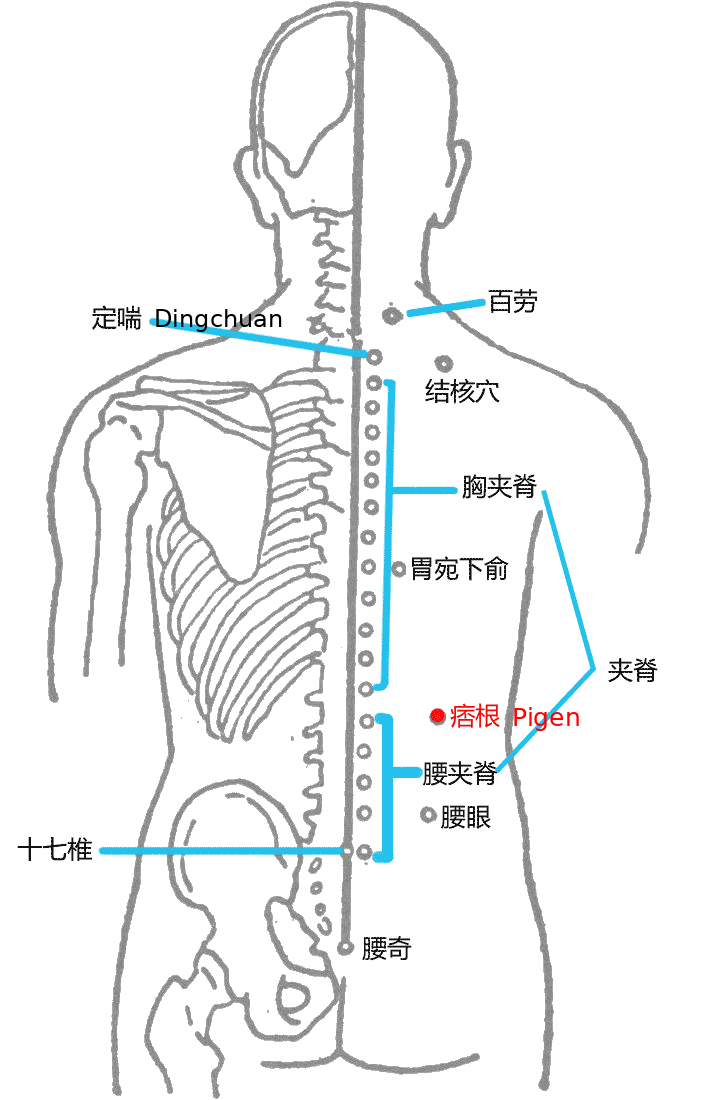 百劳
定喘 Dingchuan
结核穴
胸夹脊
胃宛下俞
夹脊
痞根 Pigen
腰夹脊
腰眼
十七椎
腰奇